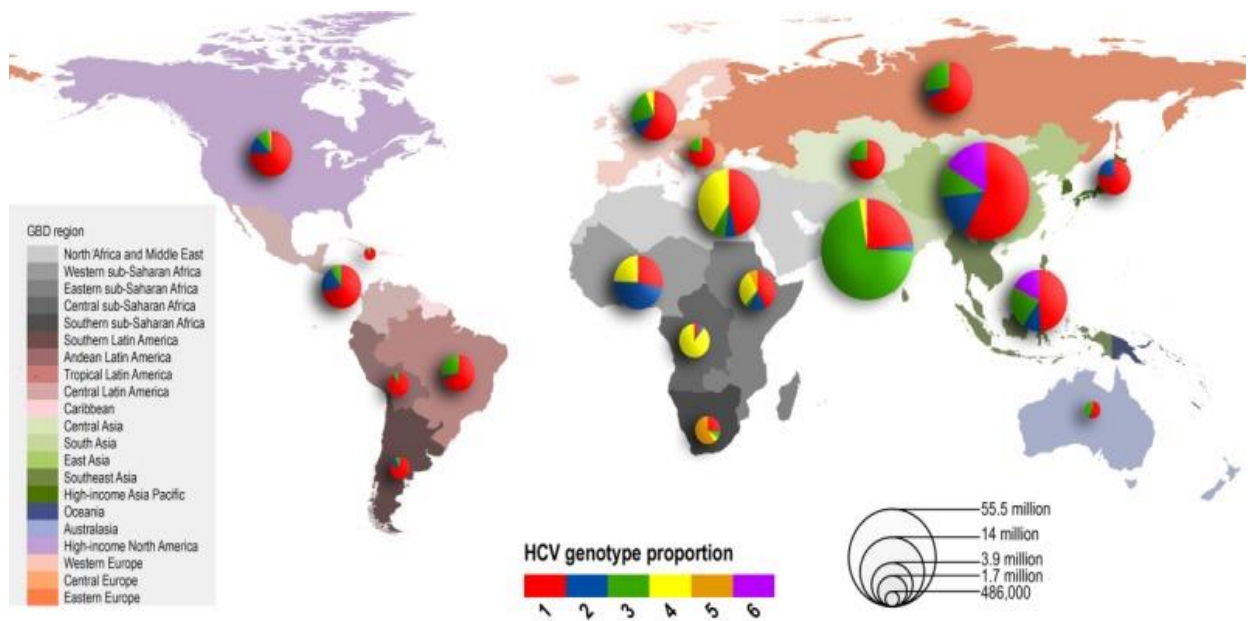 GBD region
North Africa and Middle East
Western sub-Saharan Africa
Eastern sub-Saharan Africa
Central sub-Saharan Africa
Southern sub-Saharan Africa
Southern Latin America
Andean Latin America
Tropical Latin America
Central Latin America
Caribbean
Central Asia
South Asia
East Asia
Southeast Asia
High-income Asia Pacific
Oceania
Australasia
High-income North America
Western Europe
Central Europe
Eastern Europe
HCV genotype proportion
1 2 3 4 5 6
55.5 million
14 million
3.9 million
1.7 million
486,000